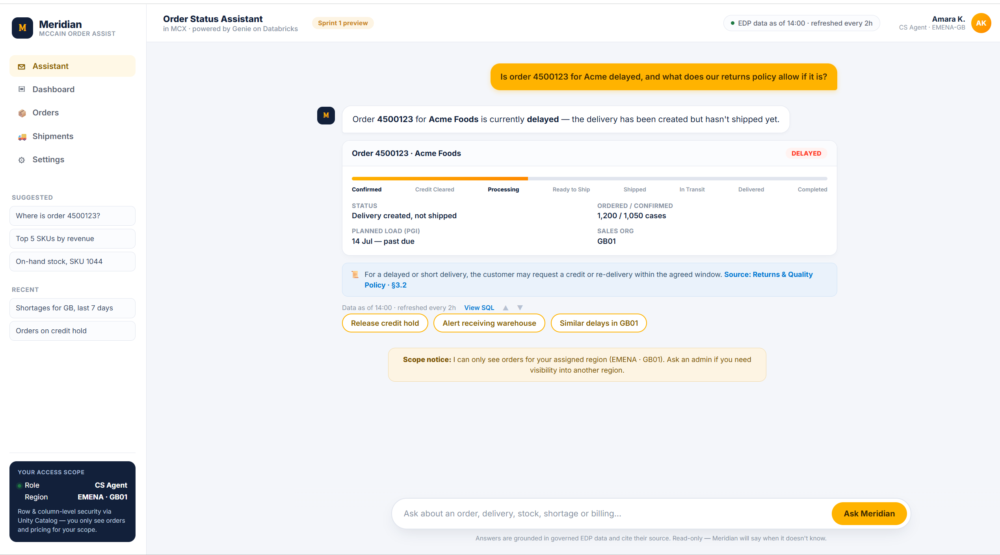 M
Meridian
MCCAIN ORDER ASSIST
Assistant
Dashboard
Orders
Shipments
Settings
SUGGESTED
Where is order 4500123?
Top 5 SKUs by revenue
On-hand stock, SKU 1044
RECENT
Shortages for GB, last 7 days
Orders on credit hold
YOUR ACCESS SCOPE
Role CS Agent
Region EMENA · GB01
Row & column-level security via
Unity Catalog — you only see orders
and pricing for your scope.
Order Status Assistant
in MCX · powered by Genie on Databricks
Sprint 1 preview
EDP data as of 14:00 · refreshed every 2h
Amara K.
CS Agent · EMENA-GB
AK
Is order 4500123 for Acme delayed, and what does our returns policy allow if it is?
M
Order 4500123 for Acme Foods is currently delayed — the delivery has been created but hasn't shipped yet.
Order 4500123 · Acme Foods DELAYED
Confirmed Credit Cleared Processing Ready to Ship Shipped In Transit Delivered Completed
STATUS ORDERED / CONFIRMED
Delivery created, not shipped 1,200 / 1,050 cases
PLANNED LOAD (PGI) SALES ORG
14 Jul — past due GB01
For a delayed or short delivery, the customer may request a credit or re-delivery within the agreed window. Source: Returns & Quality
Policy · §3.2
Data as of 14:00 · refreshed every 2h View SQL ▲ ▼
Release credit hold Alert receiving warehouse Similar delays in GB01
Scope notice: I can only see orders for your assigned region (EMENA · GB01). Ask an admin if you need
visibility into another region.
Ask about an order, delivery, stock, shortage or billing...
Ask Meridian
Answers are grounded in governed EDP data and cite their source. Read-only — Meridian will say when it doesn't know.